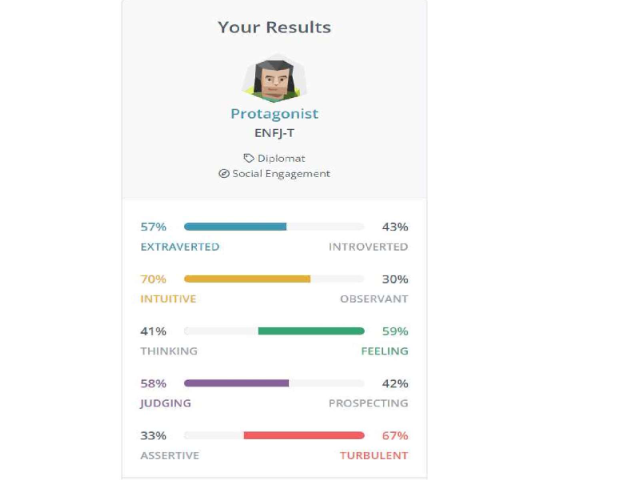 Your Results
Protagonist
ENFJ-T
Diplomat
Social Engagement
57% 43%
EXTRAVERTED INTROVERTED
70% 30%
INTUITIVE OBSERVANT
41% 59%
THINKING FEELING
58% 42%
JUDGING PROSPECTING
33% 67%
ASSERTIVE TURBULENT